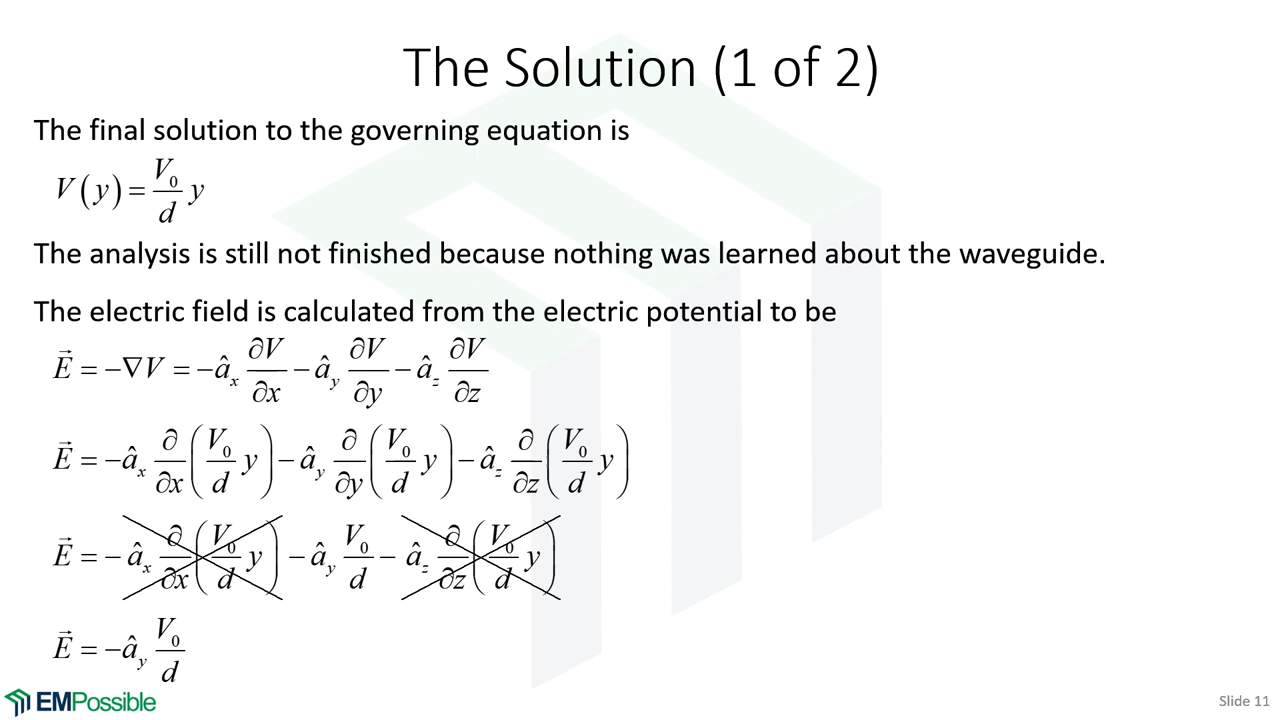 The Solution (1 of 2)
The final solution to the governing equation is
V(y) = V₀/d y
The analysis is still not finished because nothing was learned about the waveguide.
The electric field is calculated from the electric potential to be
E⃗ = −∇V = −âₓ ∂V/∂x − â_y ∂V/∂y − â_z ∂V/∂z
E⃗ = −âₓ ∂/∂x (V₀/d y) − â_y ∂/∂y (V₀/d y) − â_z ∂/∂z (V₀/d y)
E⃗ = − âₓ ∂/∂x (V₀/d y) − â_y V₀/d − â_z ∂/∂z (V₀/d y)
E⃗ = −â_y V₀/d
EMPossible
Slide 11